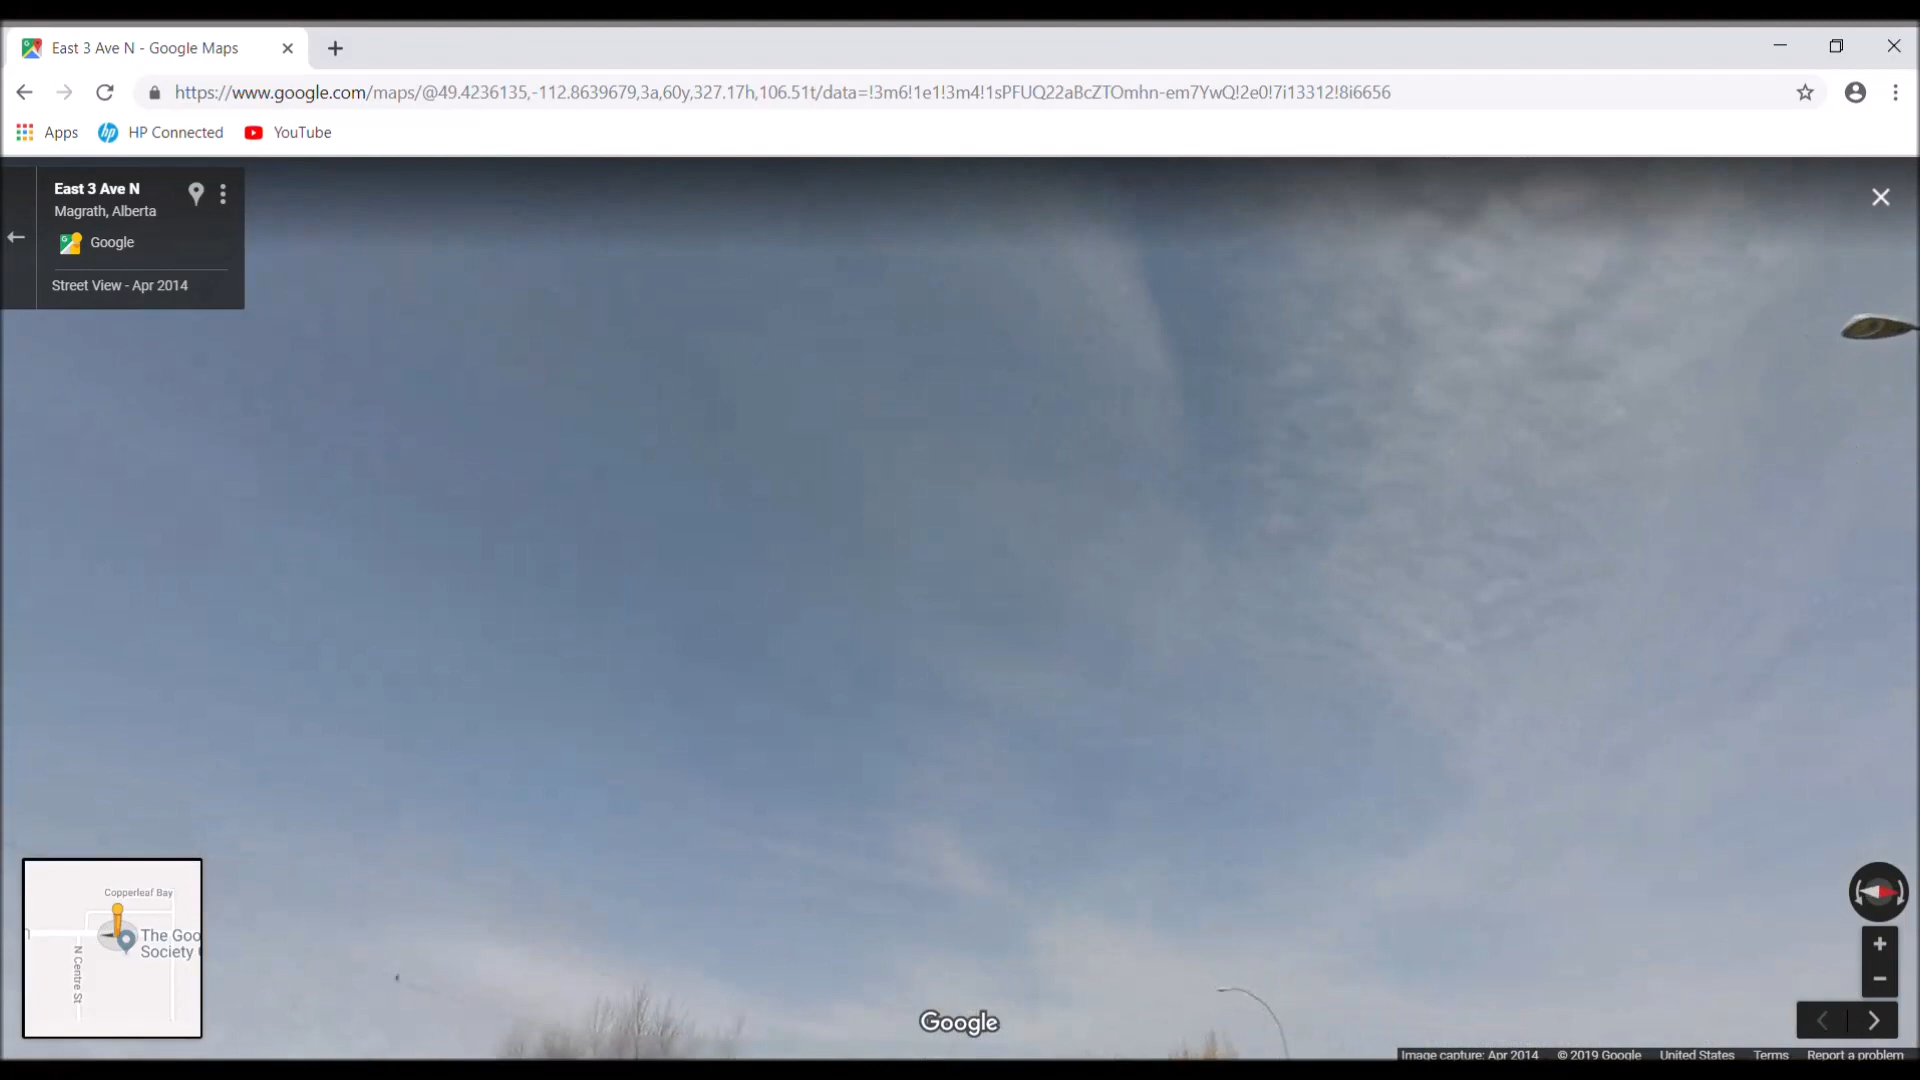 East 3 Ave N - Google Maps
https://www.google.com/maps/@49.4236135,-112.8639679,3a,60y,327.17h,106.51t/data=!3m6!1e1!3m4!1sPFUQ22aBcZTOmhn-em7YwQ!2e0!7i13312!8i6656
Apps HP Connected YouTube
East 3 Ave N
Magrath, Alberta
Google
Street View - Apr 2014
Copperleaf Bay
The Goo
Society
N Centre St
Google
Image capture: Apr 2014 © 2019 Google United States Terms Report a problem